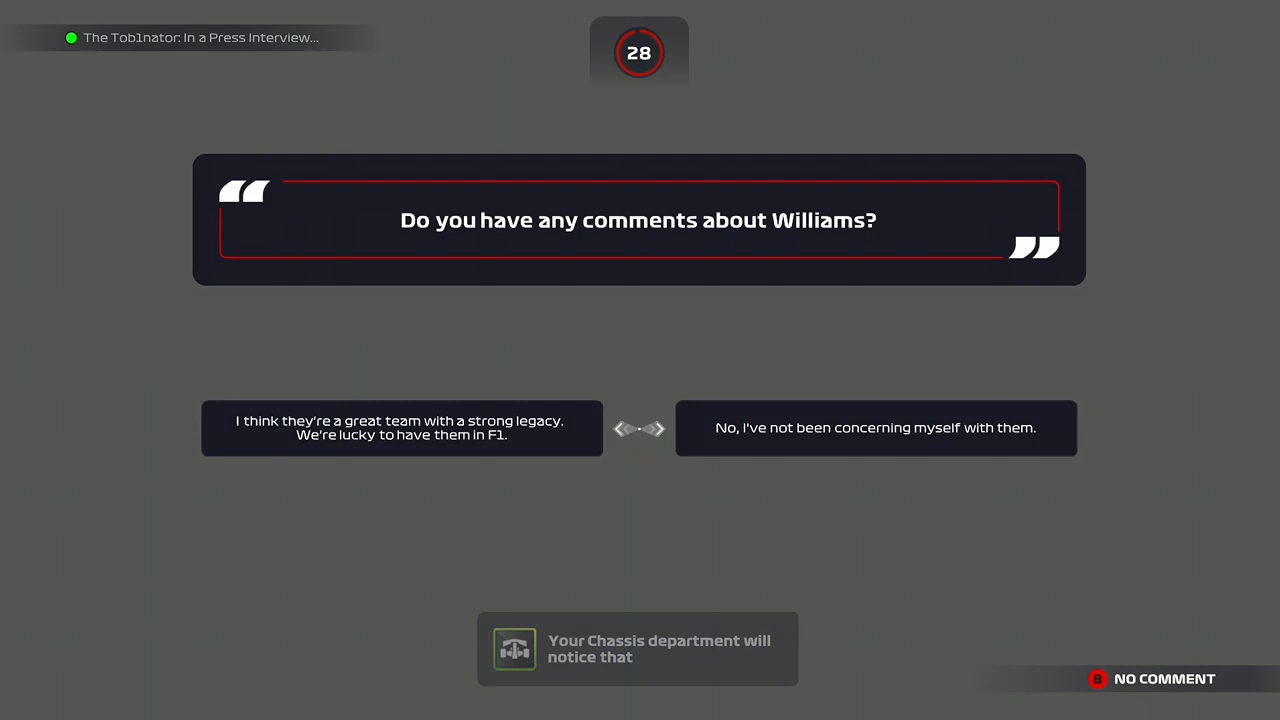 The Tob1nator: In a Press Interview...
28
Do you have any comments about Williams?
I think they're a great team with a strong legacy.
We're lucky to have them in F1.
No, I've not been concerning myself with them.
Your Chassis department will
notice that
B NO COMMENT